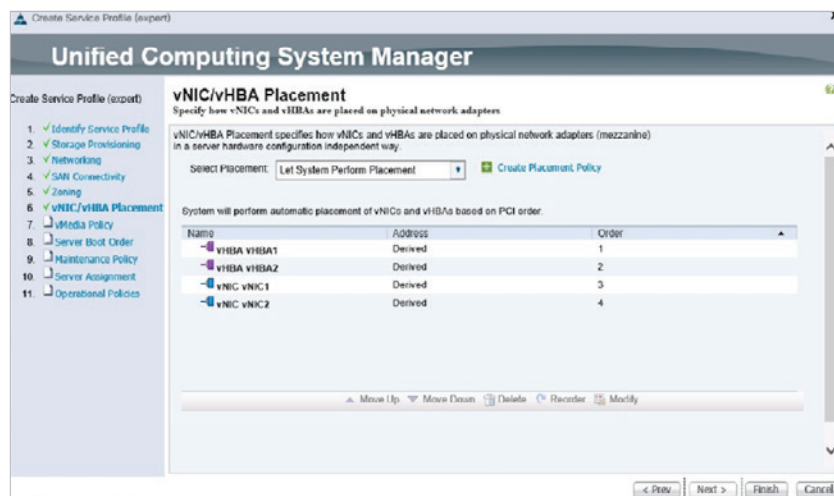 Create Service Profile (expert)
Unified Computing System Manager
Create Service Profile (expert)
1. Identify Service Profile
2. Storage Provisioning
3. Networking
4. SAN Connectivity
5. Zoning
6. vNIC/vHBA Placement
7. vMedia Policy
8. Server Boot Order
9. Maintenance Policy
10. Server Assignment
11. Operational Policies
vNIC/vHBA Placement
Specify how vNICs and vHBAs are placed on physical network adapters
vNIC/vHBA Placement specifies how vNICs and vHBAs are placed on physical network adapters (mezzanine)
in a server hardware configuration independent way.
Select Placement: Let System Perform Placement Create Placement Policy
System will perform automatic placement of vNICs and vHBAs based on PCI order.
Name Address Order
vHBA vHBA1 Derived 1
vHBA vHBA2 Derived 2
vNIC vNIC1 Derived 3
vNIC vNIC2 Derived 4
Move Up Move Down Delete Reorder Modify
< Prev Next > Finish Cancel